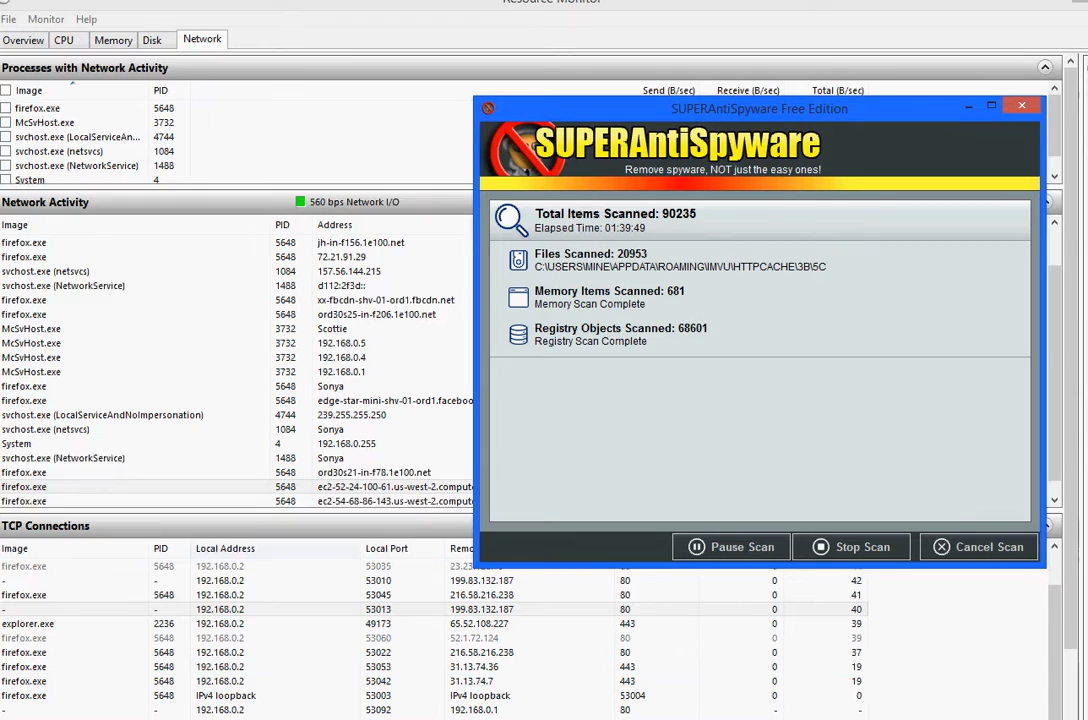 Resource Monitor
File Monitor Help
Overview CPU Memory Disk Network
Processes with Network Activity
Image PID Send (B/sec) Receive (B/sec) Total (B/sec)
firefox.exe 5648
McSvHost.exe 3732
svchost.exe (LocalServiceAn... 4744
svchost.exe (netsvcs) 1084
svchost.exe (NetworkService) 1488
System 4
Network Activity 560 bps Network I/O
Image PID Address
firefox.exe 5648 jh-in-f156.1e100.net
firefox.exe 5648 72.21.91.29
svchost.exe (netsvcs) 1084 157.56.144.215
svchost.exe (NetworkService) 1488 d112:2f3d::
firefox.exe 5648 xx-fbcdn-shv-01-ord1.fbcdn.net
firefox.exe 5648 ord30s25-in-f206.1e100.net
McSvHost.exe 3732 Scottie
McSvHost.exe 3732 192.168.0.5
McSvHost.exe 3732 192.168.0.4
McSvHost.exe 3732 192.168.0.1
firefox.exe 5648 Sonya
firefox.exe 5648 edge-star-mini-shv-01-ord1.faceboo
svchost.exe (LocalServiceAndNoImpersonation) 4744 239.255.255.250
svchost.exe (netsvcs) 1084 Sonya
System 4 192.168.0.255
svchost.exe (NetworkService) 1488 Sonya
firefox.exe 5648 ord30s21-in-f78.1e100.net
firefox.exe 5648 ec2-52-24-100-61.us-west-2.compute
firefox.exe 5648 ec2-54-68-86-143.us-west-2.compute
SUPERAntiSpyware Free Edition
SUPERAntiSpyware
Remove spyware, NOT just the easy ones!
Total Items Scanned: 90235
Elapsed Time: 01:39:49
Files Scanned: 20953
C:\USERS\MINE\APPDATA\ROAMING\IMVU\HTTPCACHE\3B\5C
Memory Items Scanned: 681
Memory Scan Complete
Registry Objects Scanned: 68601
Registry Scan Complete
Pause Scan Stop Scan Cancel Scan
TCP Connections
Image PID Local Address Local Port Remo
firefox.exe 5648 192.168.0.2 53035 23.23
- - 192.168.0.2 53010 199.83.132.187 80 0 42
firefox.exe 5648 192.168.0.2 53045 216.58.216.238 80 0 41
- - 192.168.0.2 53013 199.83.132.187 80 0 40
explorer.exe 2236 192.168.0.2 49173 65.52.108.227 443 0 39
firefox.exe 5648 192.168.0.2 53060 52.1.72.124 80 0 38
firefox.exe 5648 192.168.0.2 53022 216.58.216.238 80 0 37
firefox.exe 5648 192.168.0.2 53053 31.13.74.36 443 0 19
firefox.exe 5648 192.168.0.2 53042 31.13.74.7 443 0 19
firefox.exe 5648 IPv4 loopback 53003 IPv4 loopback 53004 0 0
- - 192.168.0.2 53092 192.168.0.1 80 - -